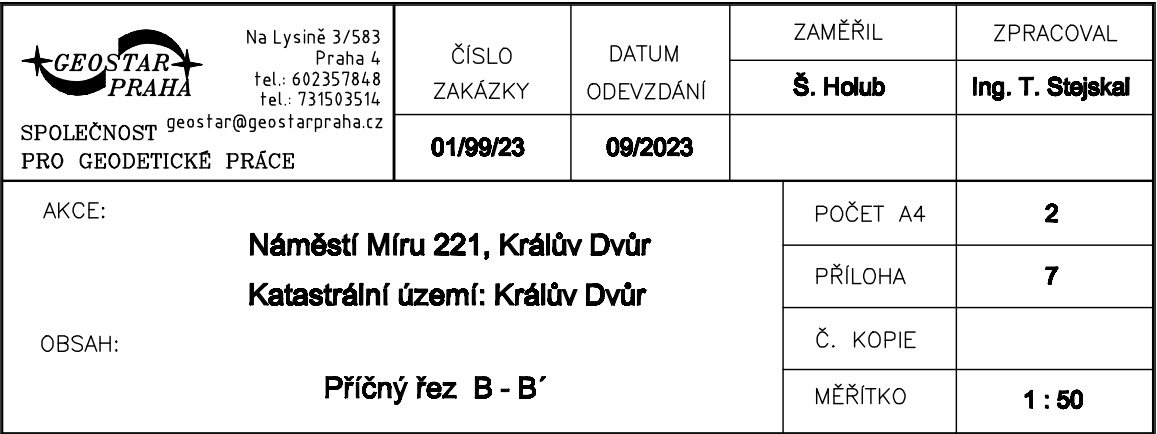 GEOSTAR
PRAHA
Na Lysině 3/583
Praha 4
tel.: 602357848
tel.: 731503514
geostar@geostarpraha.cz
SPOLEČNOST
PRO GEODETICKÉ PRÁCE
ČÍSLO
ZAKÁZKY
01/99/23
DATUM
ODEVZDÁNÍ
09/2023
ZAMĚŘIL
Š. Holub
ZPRACOVAL
Ing. T. Stejskal
AKCE:
Náměstí Míru 221, Králův Dvůr
Katastrální území: Králův Dvůr
OBSAH:
Příčný řez B - B´
POČET A4
2
PŘÍLOHA
7
Č. KOPIE
MĚŘÍTKO
1 : 50